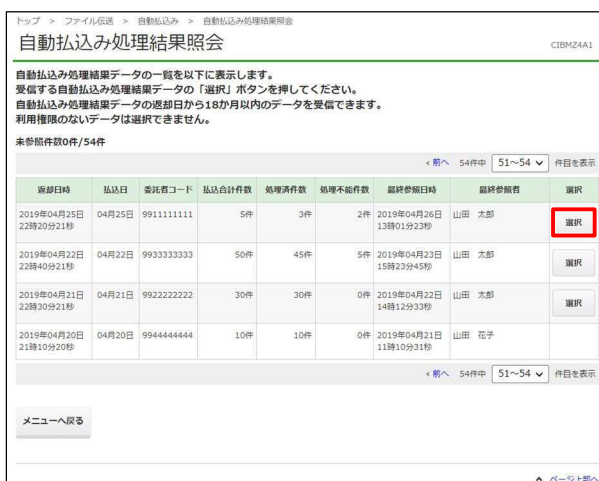 トップ > ファイル伝送 > 自動払込み > 自動払込み処理結果照会
自動払込み処理結果照会
CIBMZ4A1
自動払込み処理結果データの一覧を以下に表示します。
受信する自動払込み処理結果データの「選択」ボタンを押してください。
自動払込み処理結果データの返却日から18か月以内のデータを受信できます。
利用権限のないデータは選択できません。
未参照件数0件/54件
前へ 54件中 51~54 件目を表示
返却日時 払込日 委託者コード 払込合計件数 処理済件数 処理不能件数 最終参照日時 最終参照者 選択
2019年04月25日 04月25日 9911111111 5件 3件 2件 2019年04月26日 山田 太郎 選択
22時20分21秒 13時01分23秒
2019年04月22日 04月22日 9933333333 50件 45件 5件 2019年04月23日 山田 太郎 選択
22時40分21秒 15時23分45秒
2019年04月21日 04月21日 9922222222 30件 30件 0件 2019年04月22日 山田 太郎 選択
22時30分21秒 14時12分33秒
2019年04月20日 04月20日 9944444444 10件 10件 0件 2019年04月21日 山田 花子
21時10分20秒 11時10分31秒
前へ 54件中 51~54 件目を表示
メニューへ戻る
ページ上部へ